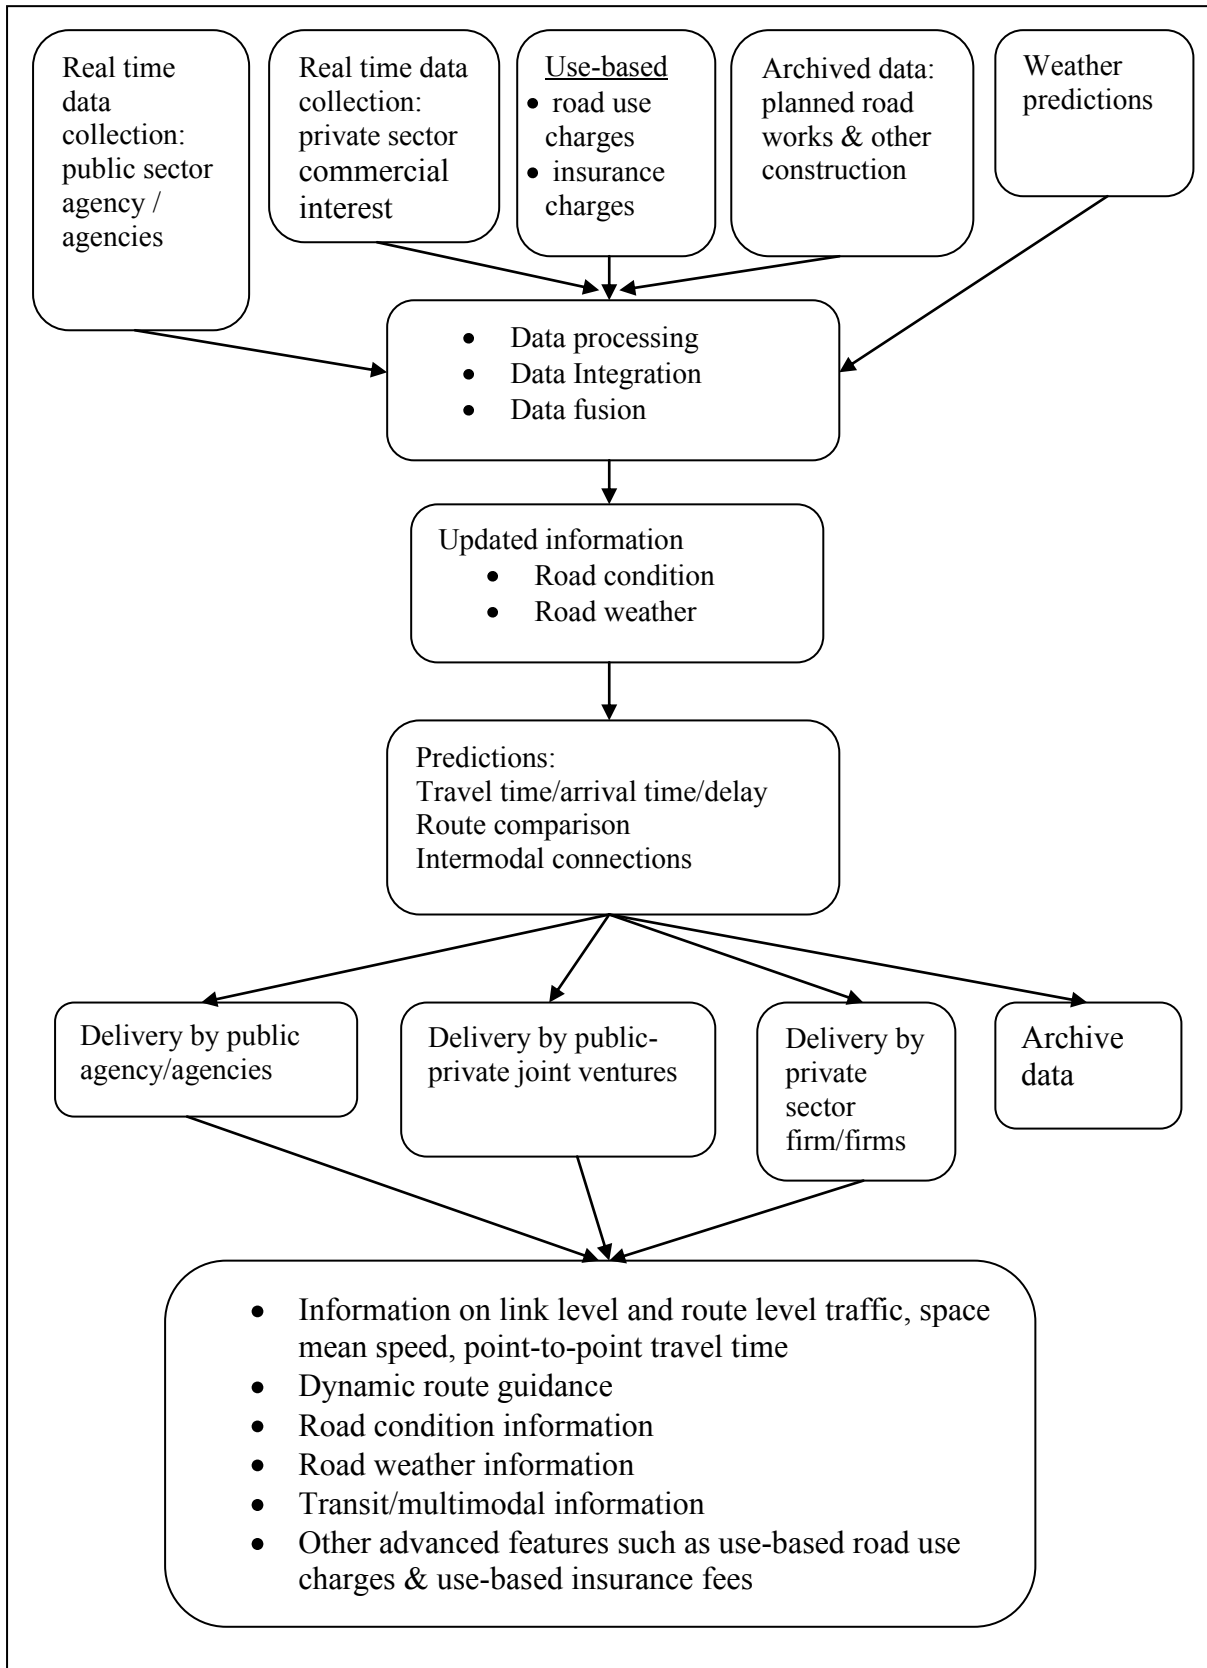 Real time
data
collection:
public sector
agency /
agencies
Real time data
collection:
private sector
commercial
interest
Use-based
• road use
charges
• insurance
charges
Archived data:
planned road
works & other
construction
Weather
predictions
• Data processing
• Data Integration
• Data fusion
Updated information
• Road condition
• Road weather
Predictions:
Travel time/arrival time/delay
Route comparison
Intermodal connections
Delivery by public
agency/agencies
Delivery by public-
private joint ventures
Delivery by
private
sector
firm/firms
Archive
data
• Information on link level and route level traffic, space
mean speed, point-to-point travel time
• Dynamic route guidance
• Road condition information
• Road weather information
• Transit/multimodal information
• Other advanced features such as use-based road use
charges & use-based insurance fees